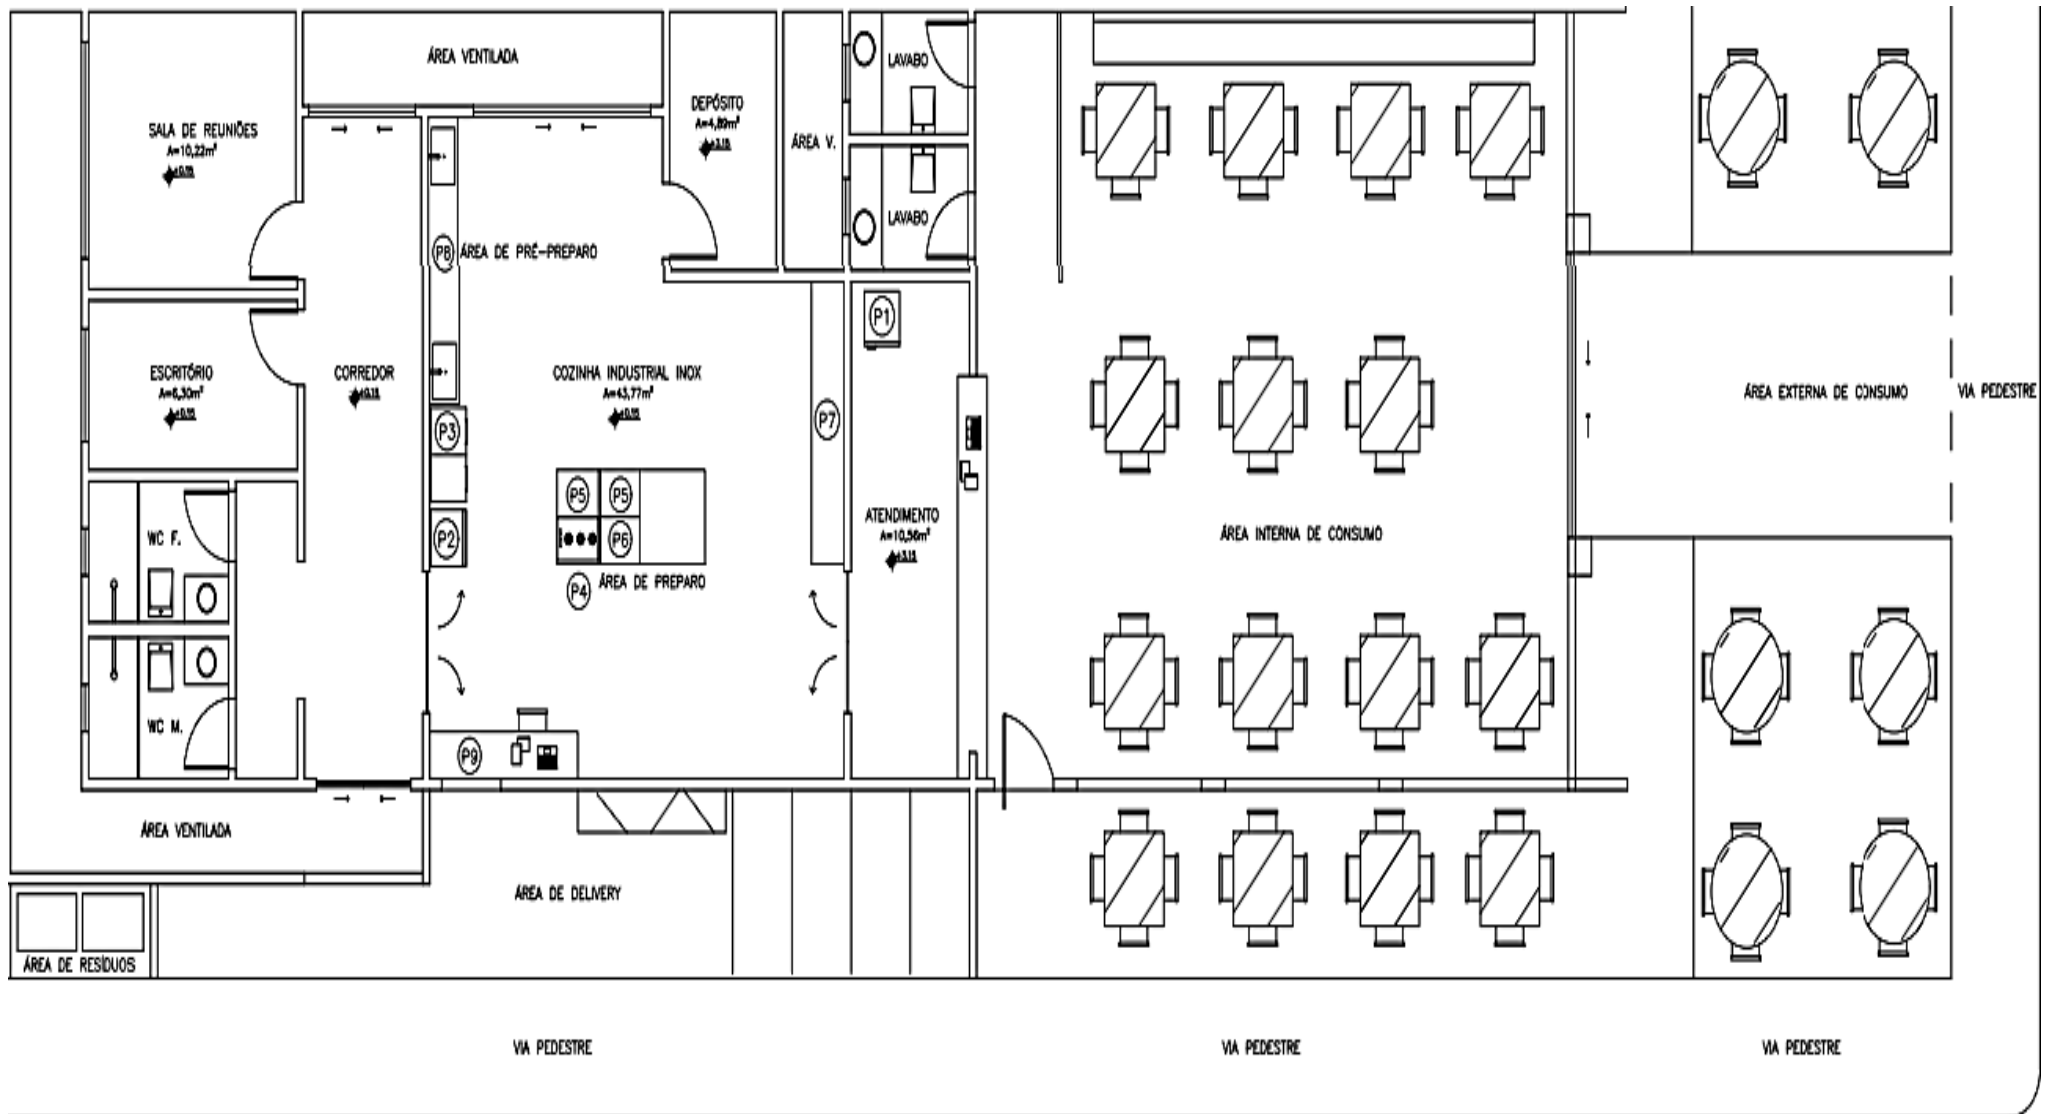 ÁREA VENTILADA
LAVABO
DEPÓSITO
A=4,89m²
SALA DE REUNIÕES
A=10,22m²
ÁREA V.
LAVABO
P8 ÁREA DE PRÉ-PREPARO
P1
ESCRITÓRIO
A=6,30m²
CORREDOR
COZINHA INDUSTRIAL INOX
A=43,77m²
ÁREA EXTERNA DE CONSUMO
VIA PEDESTRE
P3
P7
P5
P5
ATENDIMENTO
A=10,56m²
WC F.
P2
P6
ÁREA INTERNA DE CONSUMO
P4
ÁREA DE PREPARO
WC M.
P9
ÁREA VENTILADA
ÁREA DE DELIVERY
ÁREA DE RESÍDUOS
VIA PEDESTRE
VIA PEDESTRE
VIA PEDESTRE